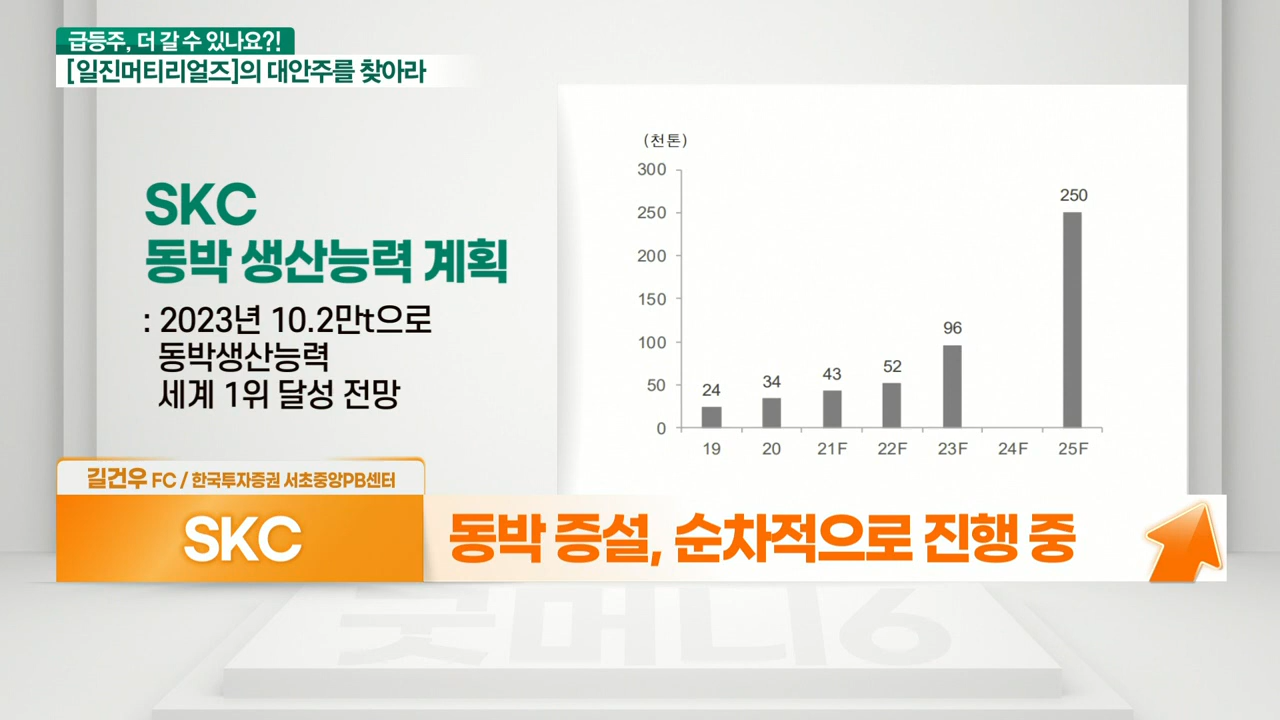 급등주, 더 갈 수 있나요?!
[일진머티리얼즈]의 대안주를 찾아라
SKC
동박 생산능력 계획
: 2023년 10.2만t으로
동박생산능력
세계 1위 달성 전망
(천톤)
300
250
200
150
100
50
0
24
34
43
52
96
250
19
20
21F
22F
23F
24F
25F
길건우 FC / 한국투자증권 서초중앙PB센터
SKC
동박 증설, 순차적으로 진행 중
굿머니6